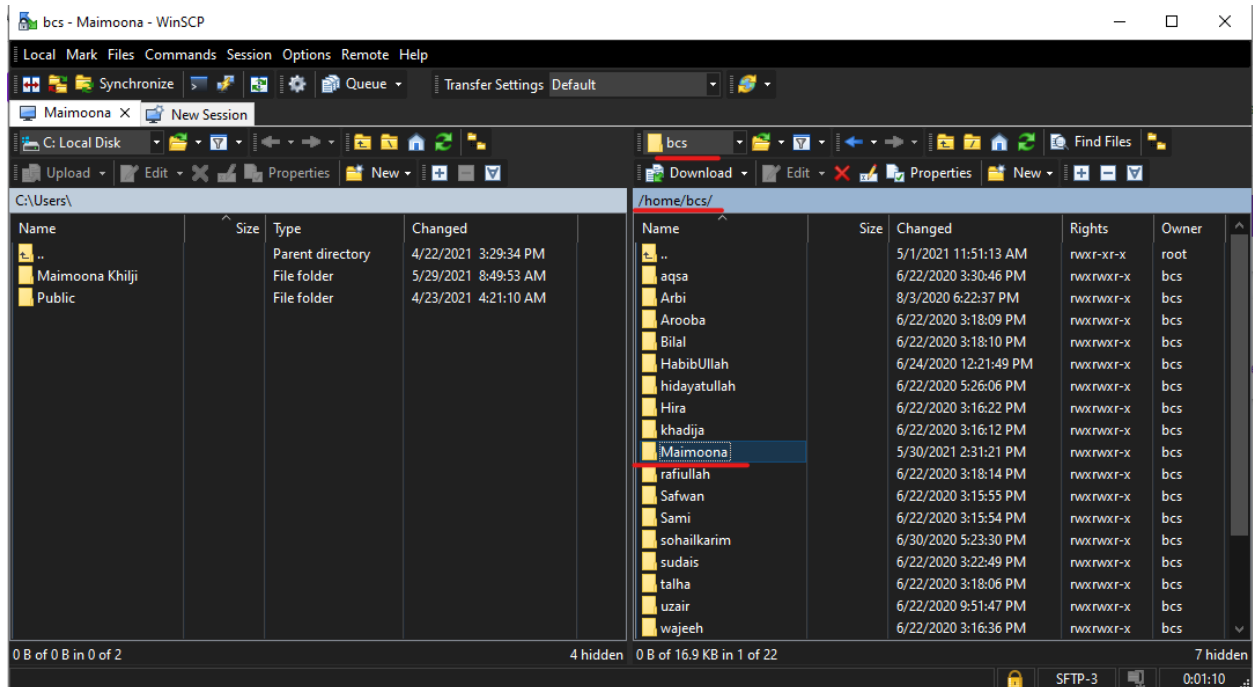 bcs - Maimoona - WinSCP
Local Mark Files Commands Session Options Remote Help
Synchronize Queue Transfer Settings Default
Maimoona X New Session
C: Local Disk
Upload Edit Properties New
C:\Users\
Name Size Type Changed
.. Parent directory 4/22/2021 3:29:34 PM
Maimoona Khilji File folder 5/29/2021 8:49:53 AM
Public File folder 4/23/2021 4:21:10 AM
0 B of 0 B in 0 of 2 4 hidden
bcs Find Files
Download Edit Properties New
/home/bcs/
Name Size Changed Rights Owner
.. 5/1/2021 11:51:13 AM rwxr-xr-x root
aqsa 6/22/2020 3:30:46 PM rwxrwxr-x bcs
Arbi 8/3/2020 6:22:37 PM rwxrwxr-x bcs
Arooba 6/22/2020 3:18:09 PM rwxrwxr-x bcs
Bilal 6/22/2020 3:18:10 PM rwxrwxr-x bcs
HabibUllah 6/24/2020 12:21:49 PM rwxrwxr-x bcs
hidayatullah 6/22/2020 5:26:06 PM rwxrwxr-x bcs
Hira 6/22/2020 3:16:22 PM rwxrwxr-x bcs
khadija 6/22/2020 3:16:12 PM rwxrwxr-x bcs
Maimoona 5/30/2021 2:31:21 PM rwxrwxr-x bcs
rafiullah 6/22/2020 3:18:14 PM rwxrwxr-x bcs
Safwan 6/22/2020 3:15:55 PM rwxrwxr-x bcs
Sami 6/22/2020 3:15:54 PM rwxrwxr-x bcs
sohailkarim 6/30/2020 5:23:30 PM rwxrwxr-x bcs
sudais 6/22/2020 3:22:49 PM rwxrwxr-x bcs
talha 6/22/2020 3:18:06 PM rwxrwxr-x bcs
uzair 6/22/2020 9:51:47 PM rwxrwxr-x bcs
wajeeh 6/22/2020 3:16:36 PM rwxrwxr-x bcs
0 B of 16.9 KB in 1 of 22 7 hidden
SFTP-3 0:01:10